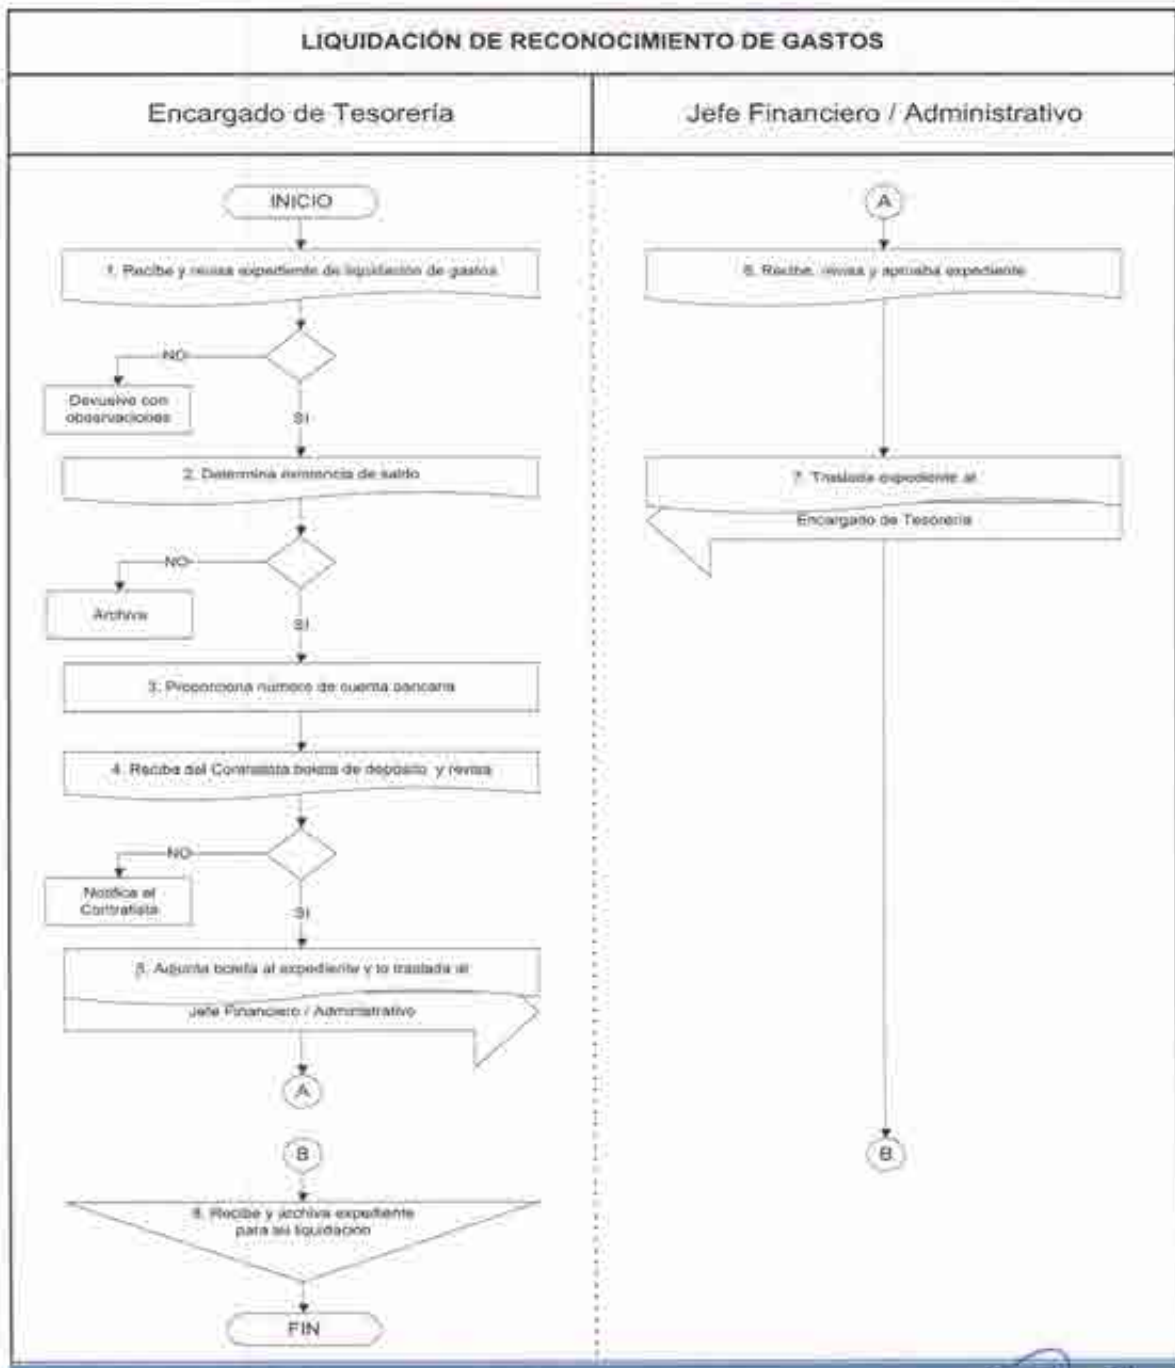 LIQUIDACIÓN DE RECONOCIMIENTO DE GASTOS
Encargado de Tesorería
Jefe Financiero / Administrativo
INICIO
1. Recibe y revisa expediente de liquidación de gastos
NO
Devuelve con
observaciones
SI
2. Determina existencia de saldo
NO
Archiva
SI
3. Proporciona número de cuenta bancaria
4. Recibe del Contratista boleta de depósito y revisa
NO
Notifica al
Contratista
SI
5. Adjunta boleta al expediente y lo traslada al
Jefe Financiero / Administrativo
A
B
8. Recibe y archiva expediente
para su liquidación
FIN
A
6. Recibe, revisa y aprueba expediente
7. Traslada expediente al
Encargado de Tesorería
B